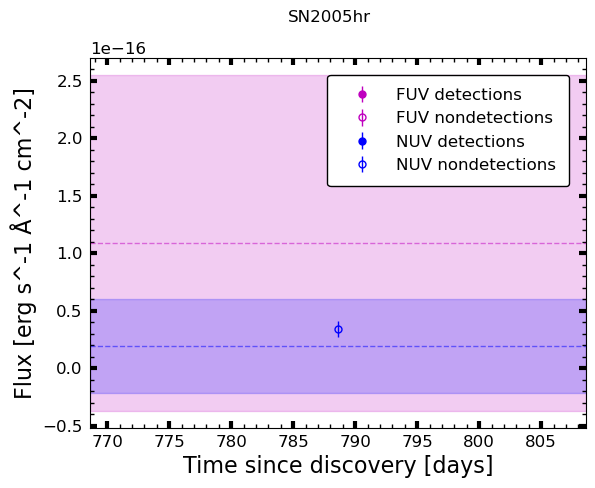 SN2005hr
1e−16
FUV detections
FUV nondetections
NUV detections
NUV nondetections
2.5
2.0
1.5
1.0
0.5
0.0
−0.5
Flux [erg s^-1 Å^-1 cm^-2]
770 775 780 785 790 795 800 805
Time since discovery [days]